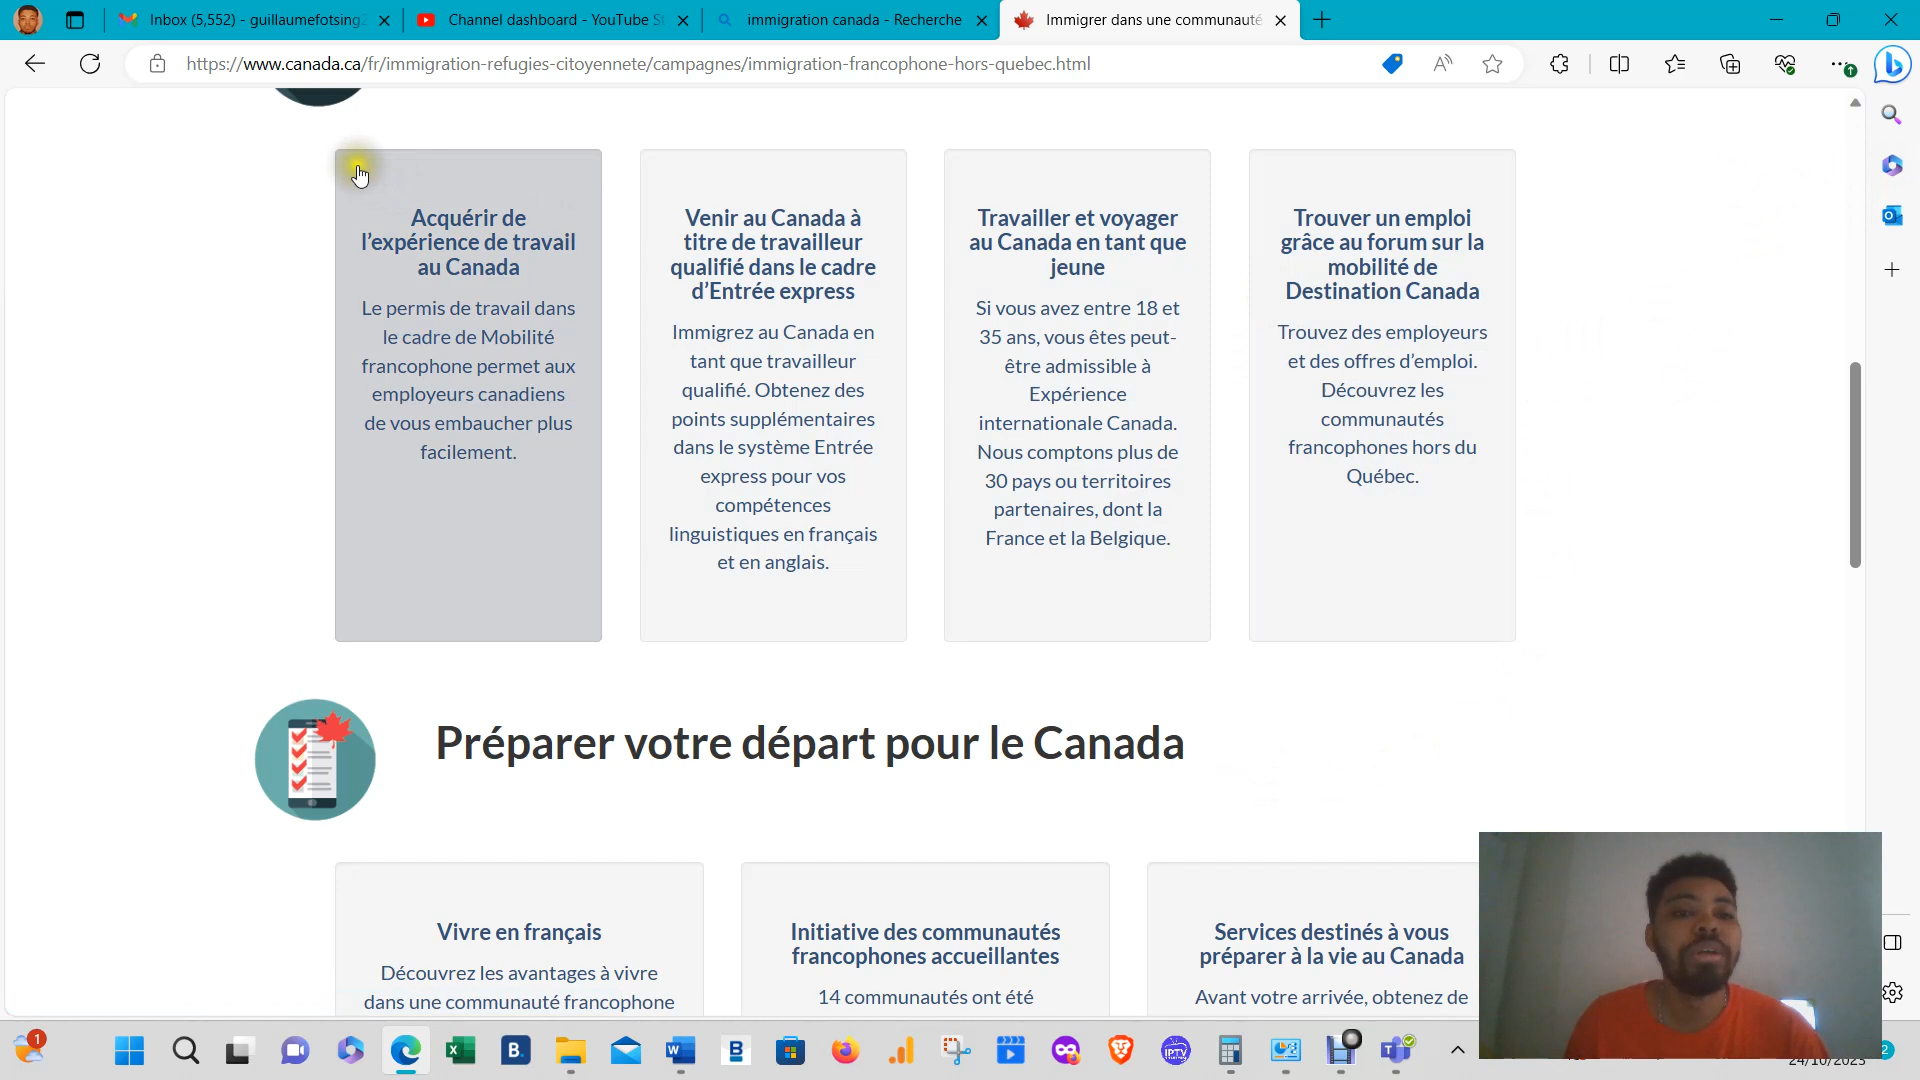 Inbox (5,552) - guillaumefotsing
Channel dashboard - YouTube St
immigration canada - Recherche
Immigrer dans une communauté
https://www.canada.ca/fr/immigration-refugies-citoyennete/campagnes/immigration-francophone-hors-quebec.html
Acquérir de
l’expérience de travail
au Canada
Le permis de travail dans
le cadre de Mobilité
francophone permet aux
employeurs canadiens
de vous embaucher plus
facilement.
Venir au Canada à
titre de travailleur
qualifié dans le cadre
d’Entrée express
Immigrez au Canada en
tant que travailleur
qualifié. Obtenez des
points supplémentaires
dans le système Entrée
express pour vos
compétences
linguistiques en français
et en anglais.
Travailler et voyager
au Canada en tant que
jeune
Si vous avez entre 18 et
35 ans, vous êtes peut-
être admissible à
Expérience
internationale Canada.
Nous comptons plus de
30 pays ou territoires
partenaires, dont la
France et la Belgique.
Trouver un emploi
grâce au forum sur la
mobilité de
Destination Canada
Trouvez des employeurs
et des offres d’emploi.
Découvrez les
communautés
francophones hors du
Québec.
Préparer votre départ pour le Canada
Vivre en français
Découvrez les avantages à vivre
dans une communauté francophone
Initiative des communautés
francophones accueillantes
14 communautés ont été
Services destinés à vous
préparer à la vie au Canada
Avant votre arrivée, obtenez de
1
B.
IPTV
24/10/2023
2